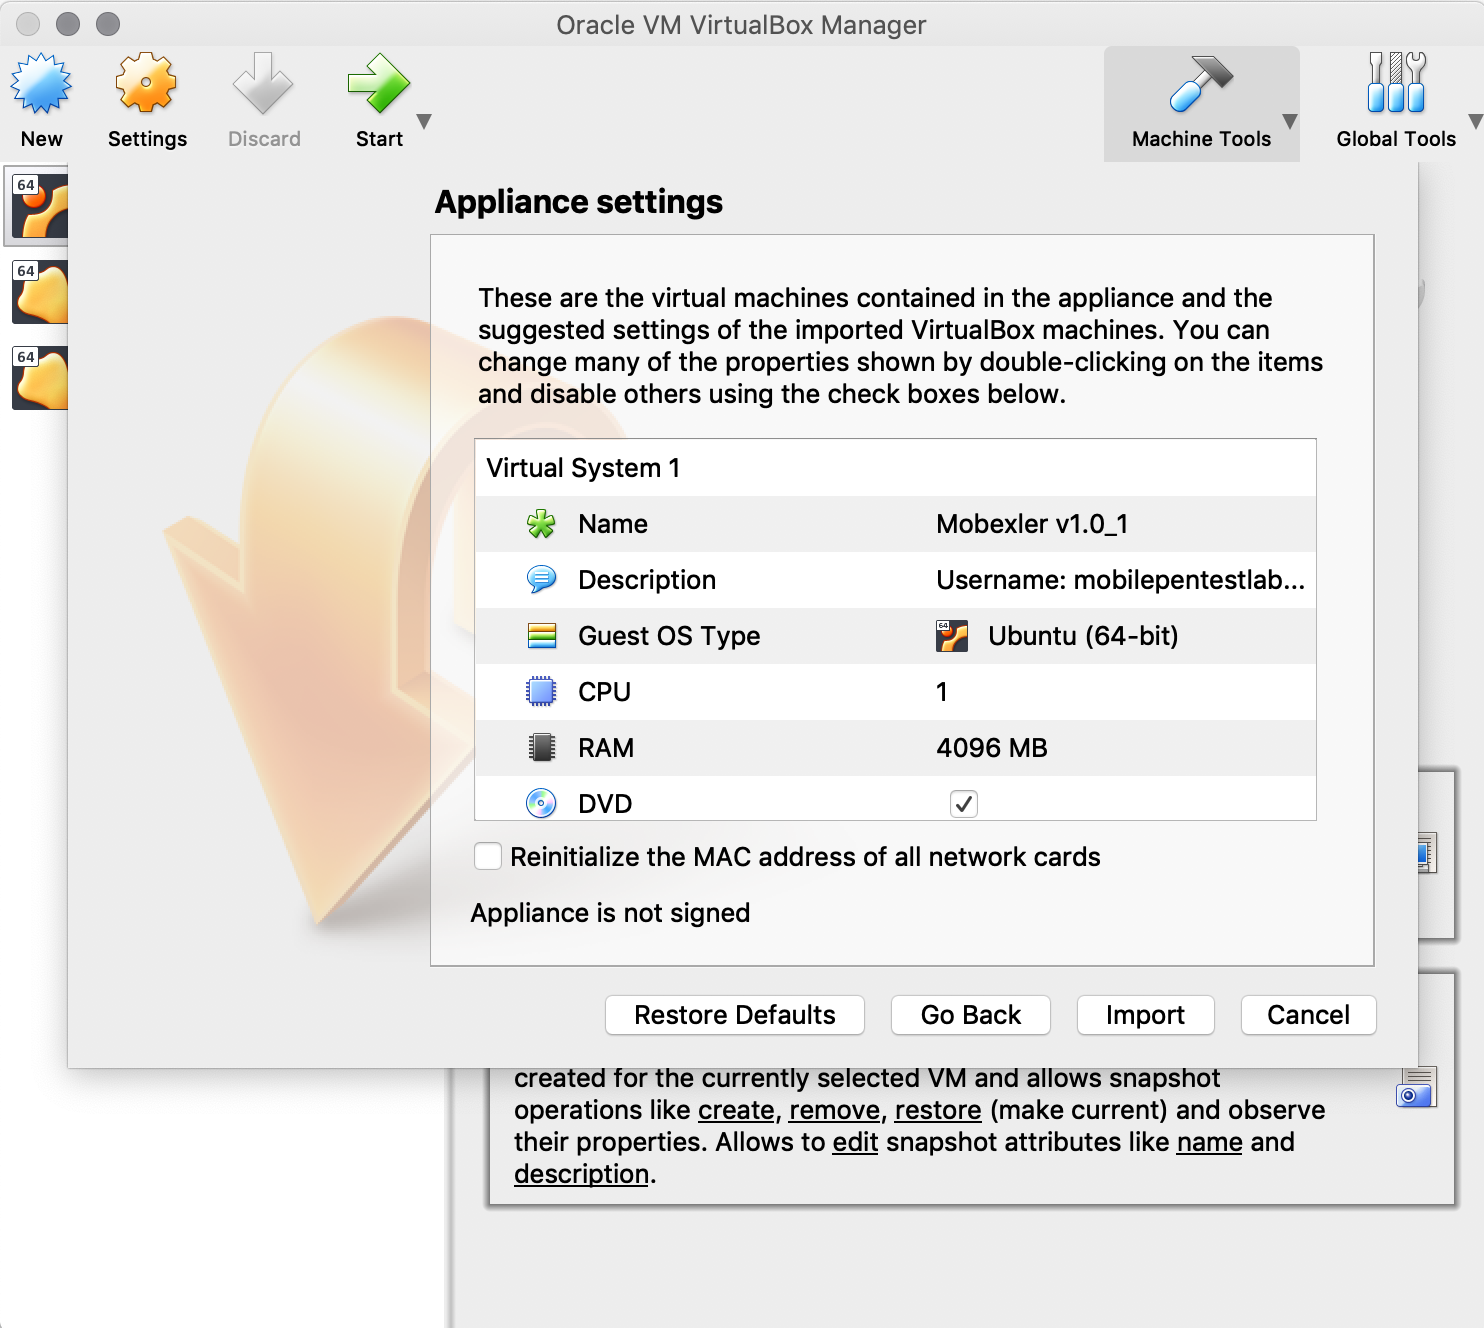 Oracle VM VirtualBox Manager
New
Settings
Discard
Start
Machine Tools
Global Tools
64
64
64
Appliance settings
These are the virtual machines contained in the appliance and the
suggested settings of the imported VirtualBox machines. You can
change many of the properties shown by double-clicking on the items
and disable others using the check boxes below.
Virtual System 1
Name Mobexler v1.0_1
Description Username: mobilepentestlab...
Guest OS Type 64 Ubuntu (64-bit)
CPU 1
RAM 4096 MB
DVD
Reinitialize the MAC address of all network cards
Appliance is not signed
Restore Defaults
Go Back
Import
Cancel
created for the currently selected VM and allows snapshot
operations like create, remove, restore (make current) and observe
their properties. Allows to edit snapshot attributes like name and
description.